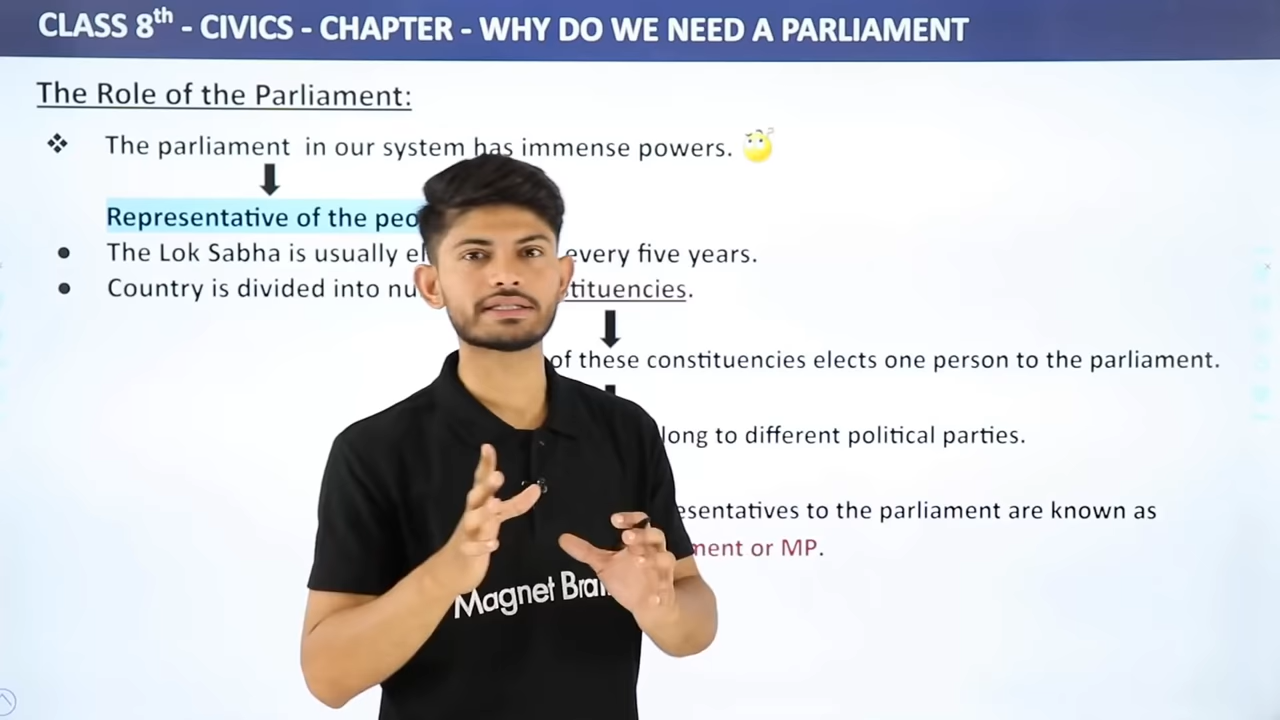 CLASS 8th - CIVICS - CHAPTER - WHY DO WE NEED A PARLIAMENT
The Role of the Parliament:
❖ The parliament in our system has immense powers.
Representative of the
● The Lok Sabha is usually every five years.
● Country is divided into
of these constituencies elects one person to the parliament.
to different political parties.
to the parliament are known as
or MP.
Magnet